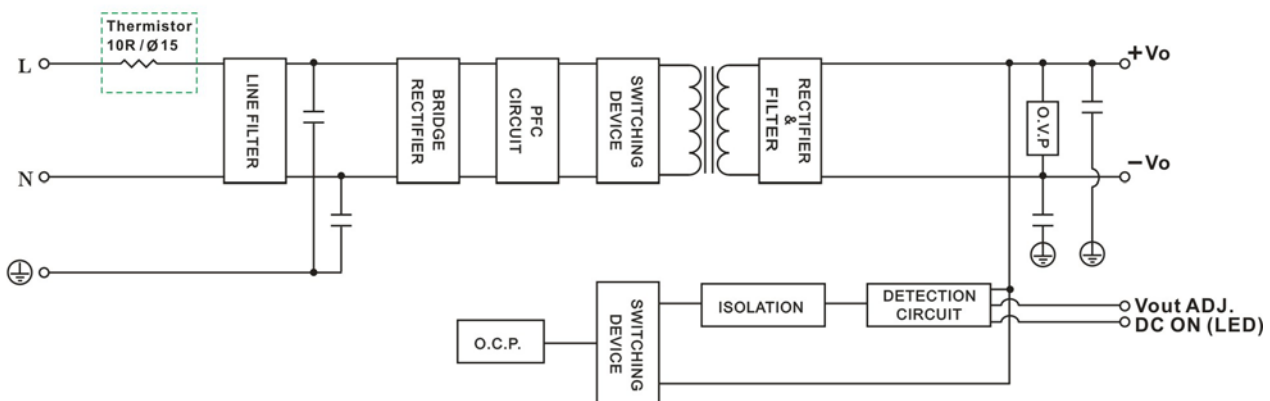 Thermistor
10R / Ø 15
L
N
LINE FILTER
BRIDGE
RECTIFIER
PFC
CIRCUIT
SWITCHING
DEVICE
RECTIFIER
&
FILTER
O.V.P
+Vo
−Vo
O.C.P.
SWITCHING
DEVICE
ISOLATION
DETECTION
CIRCUIT
Vout ADJ.
DC ON (LED)